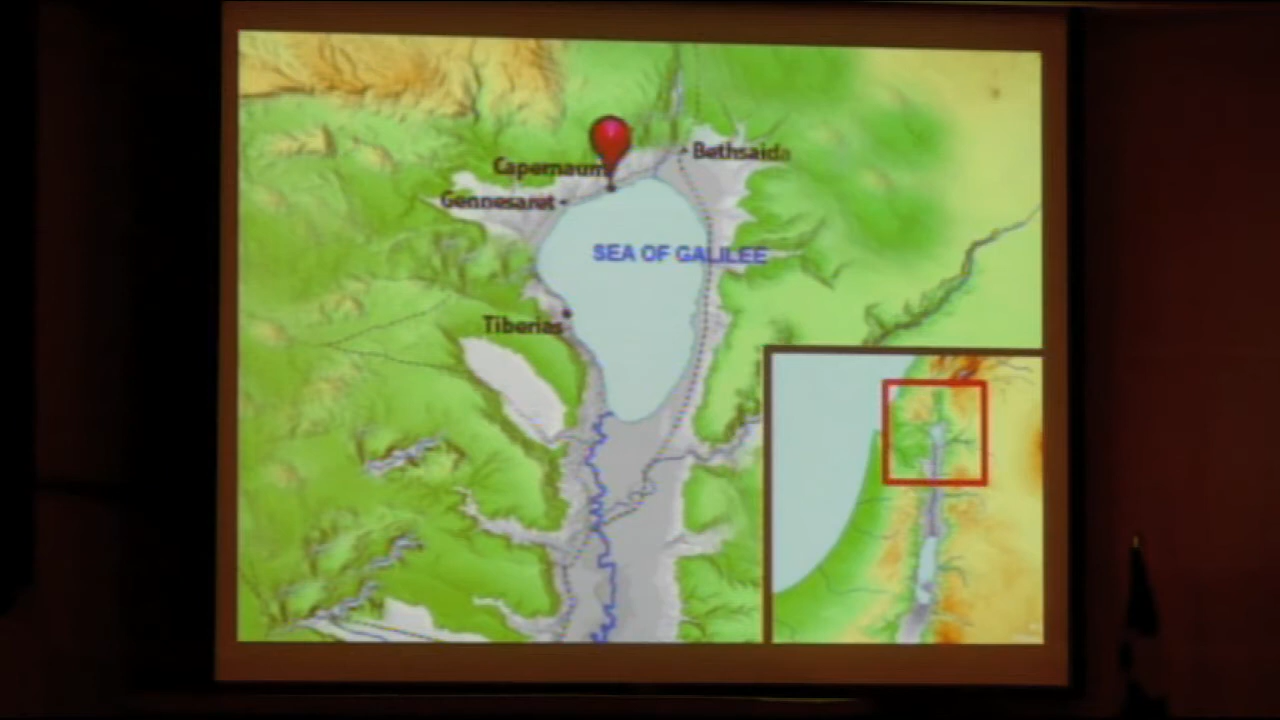 Capernaum
Bethsaida
Gennesaret
SEA OF GALILEE
Tiberias